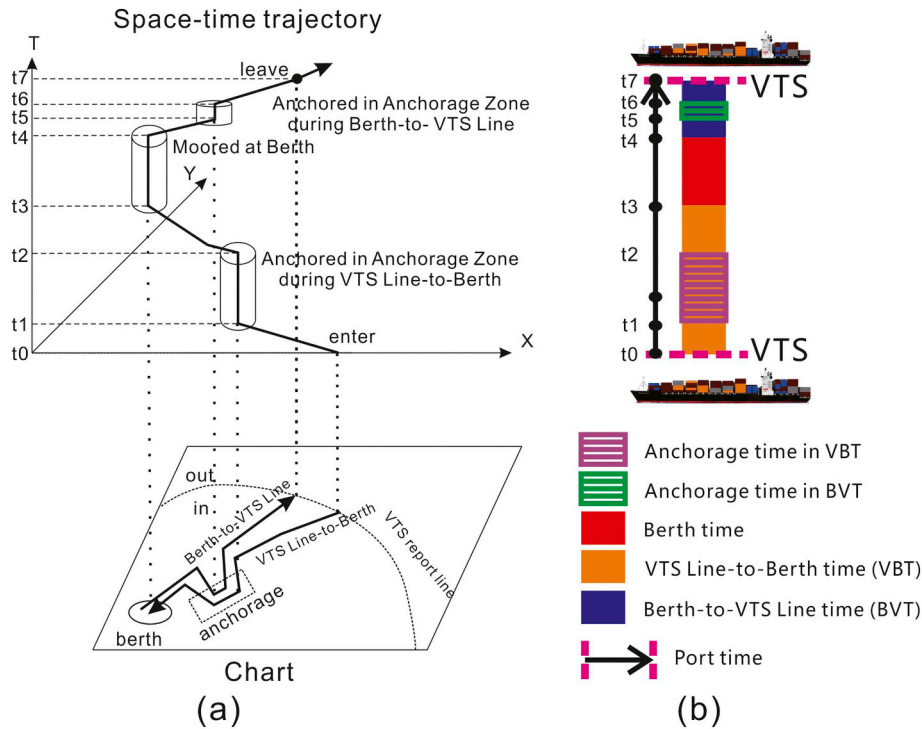 Space-time trajectory
T
t7
t6
t5
t4
t3
t2
t1
t0
leave
Anchored in Anchorage Zone
during Berth-to- VTS Line
Moored at Berth
Y
Anchored in Anchorage Zone
during VTS Line-to-Berth
enter
X
out
in
Berth-to-VTS Line
VTS Line-to-Berth
VTS report line
anchorage
berth
Chart
(a)
t7
VTS
t6
t5
t4
t3
t2
t1
t0
VTS
Anchorage time in VBT
Anchorage time in BVT
Berth time
VTS Line-to-Berth time (VBT)
Berth-to-VTS Line time (BVT)
Port time
(b)